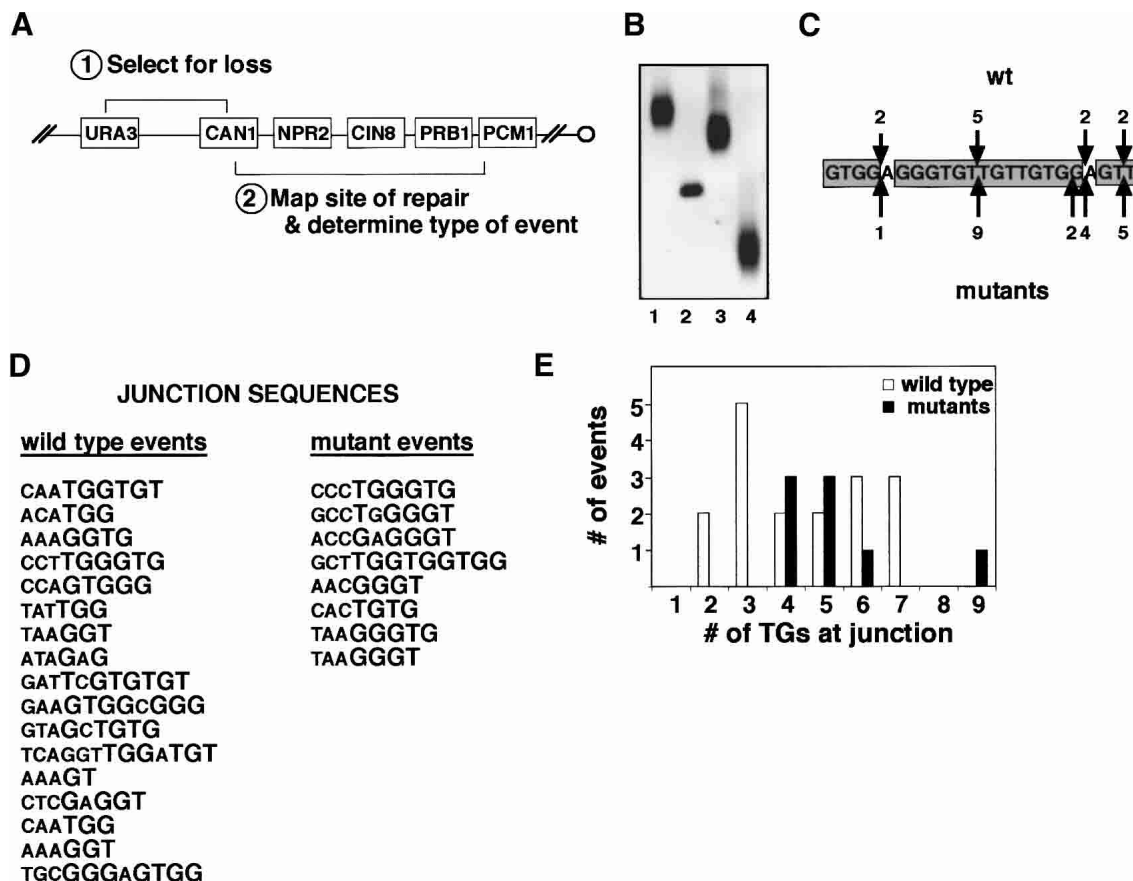 A
① Select for loss
URA3 CAN1 NPR2 CIN8 PRB1 PCM1
② Map site of repair
& determine type of event
B
1 2 3 4
C
wt
2 5 2 2
GTGGAGGGTGTTGTTGTGGAGTT
1 9 2 4 5
mutants
D
JUNCTION SEQUENCES
wild type events
CAATGGTGT
ACATGG
AAAGGTG
CCTTGGGTG
CCAGTGGG
TATTGG
TAAGGT
ATAGAG
GATTCGTGTGT
GAAGTGGCGGG
GTAGCTGTG
TCAGGTTGGATGT
AAAGT
CTCGAGGT
CAATGG
AAAGGT
TGCGGGAGTGG
mutant events
CCCTGGGTG
GCCTGGGGT
ACCGAGGGT
GCTTGGTGGTGG
AACGGGT
CACTGTG
TAAGGGTG
TAAGGGT
E
wild type
mutants
# of events
5
4
3
2
1
1 2 3 4 5 6 7 8 9
# of TGs at junction